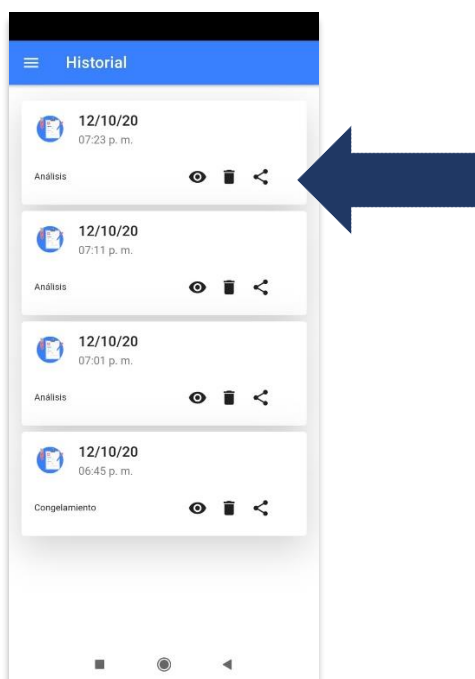 Historial
12/10/20
07:23 p. m.
Análisis
12/10/20
07:11 p. m.
Análisis
12/10/20
07:01 p. m.
Análisis
12/10/20
06:45 p. m.
Congelamiento